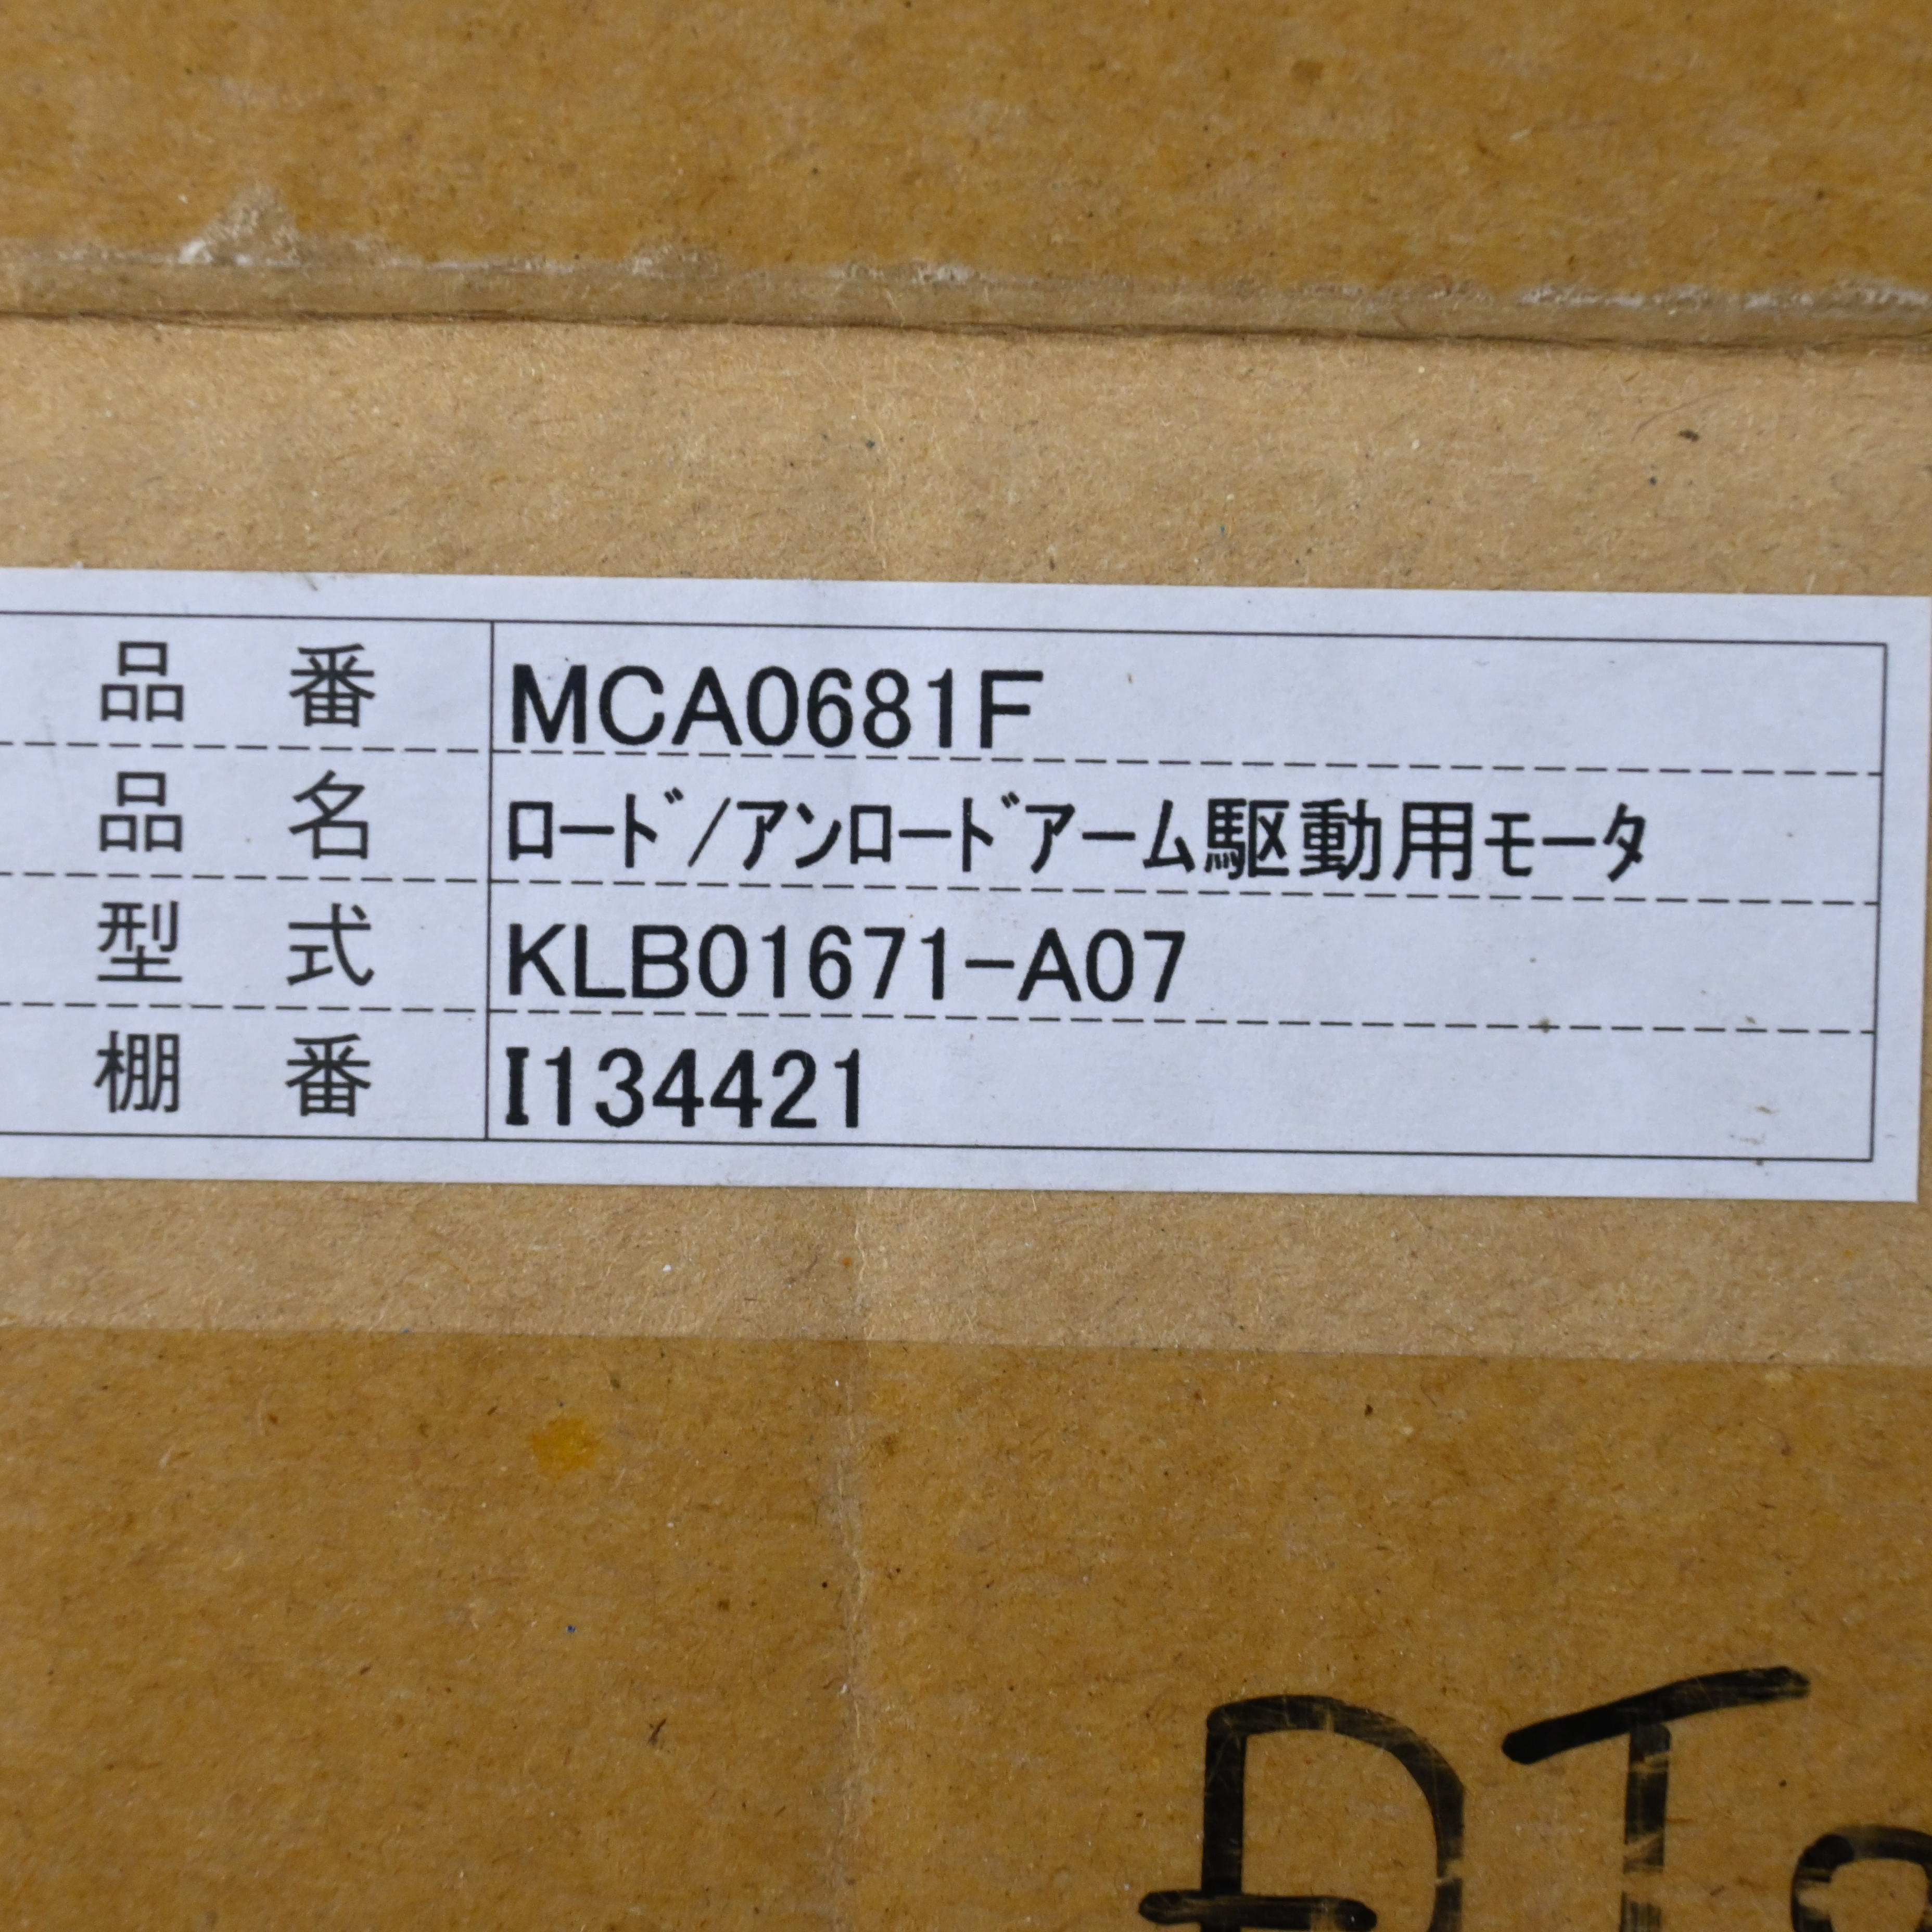 品 番 MCA0681F
品 名 ﾛｰﾄﾞ/ｱﾝﾛｰﾄﾞｱｰﾑ駆動用ﾓｰﾀ
型 式 KLB01671-A07
棚 番 I134421